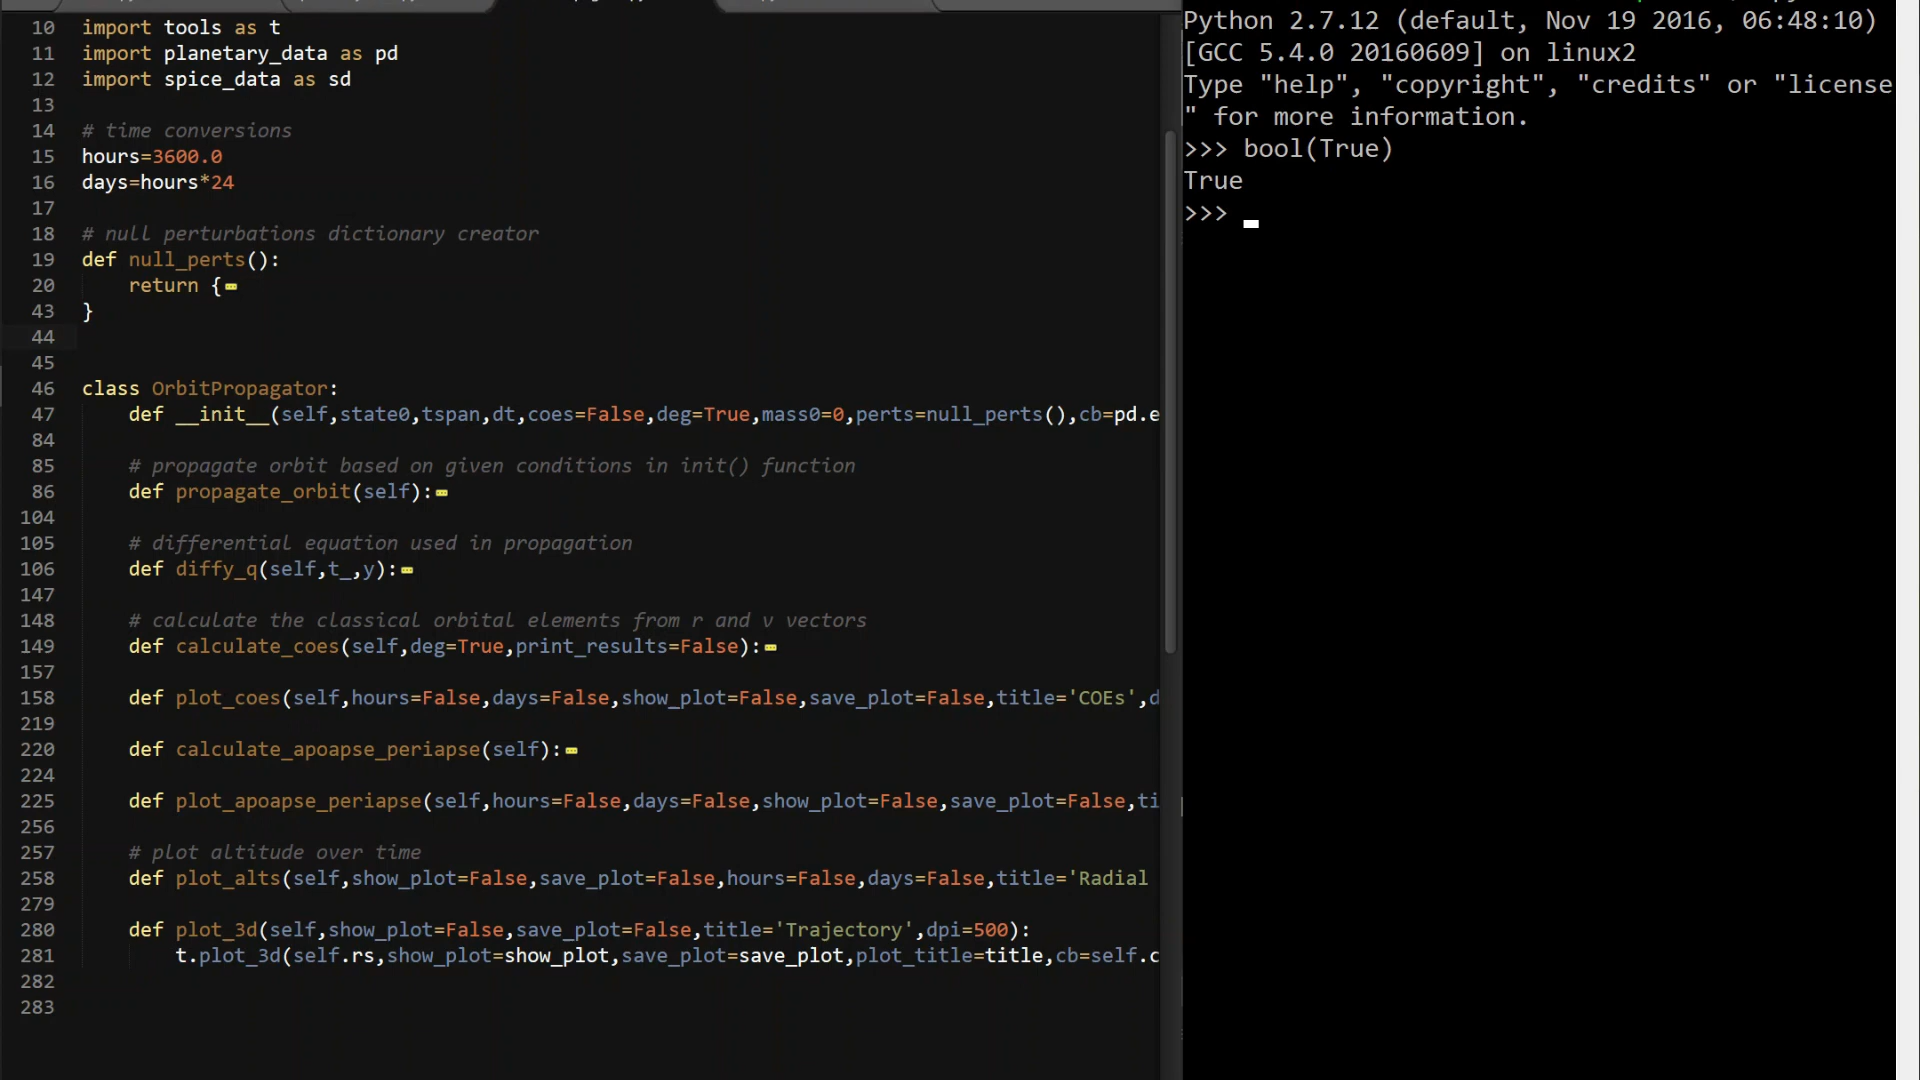 10 import tools as t
11 import planetary_data as pd
12 import spice_data as sd
13
14 # time conversions
15 hours=3600.0
16 days=hours*24
17
18 # null perturbations dictionary creator
19 def null_perts():
20 return {
43 }
44
45
46 class OrbitPropagator:
47 def __init__(self,state0,tspan,dt,coes=False,deg=True,mass0=0,perts=null_perts(),cb=pd.e
84
85 # propagate orbit based on given conditions in init() function
86 def propagate_orbit(self):
104
105 # differential equation used in propagation
106 def diffy_q(self,t_,y):
147
148 # calculate the classical orbital elements from r and v vectors
149 def calculate_coes(self,deg=True,print_results=False):
157
158 def plot_coes(self,hours=False,days=False,show_plot=False,save_plot=False,title='COEs',d
219
220 def calculate_apoapse_periapse(self):
224
225 def plot_apoapse_periapse(self,hours=False,days=False,show_plot=False,save_plot=False,ti
256
257 # plot altitude over time
258 def plot_alts(self,show_plot=False,save_plot=False,hours=False,days=False,title='Radial
279
280 def plot_3d(self,show_plot=False,save_plot=False,title='Trajectory',dpi=500):
281 t.plot_3d(self.rs,show_plot=show_plot,save_plot=save_plot,plot_title=title,cb=self.c
282
283
Python 2.7.12 (default, Nov 19 2016, 06:48:10)
[GCC 5.4.0 20160609] on linux2
Type "help", "copyright", "credits" or "license
" for more information.
>>> bool(True)
True
>>>